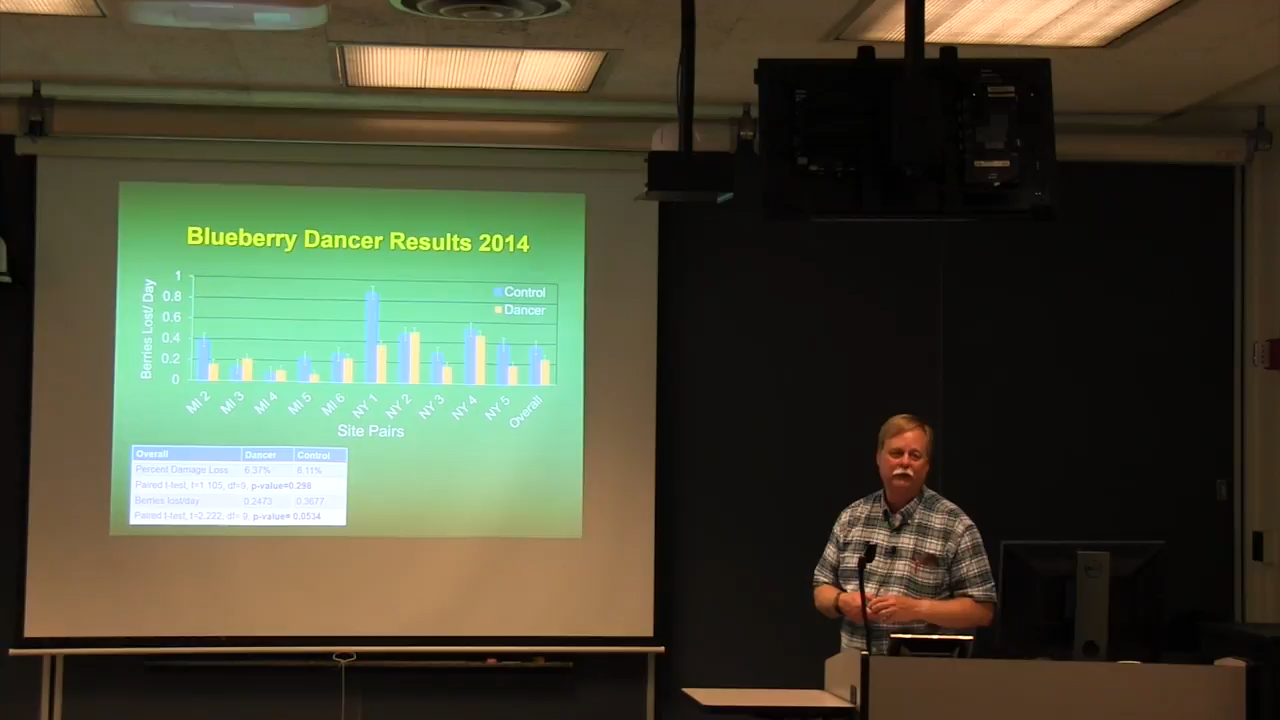 Blueberry Dancer Results 2014
Berries Lost/ Day
1
0.8
0.6
0.4
0.2
0
Control
Dancer
MI 2
MI 3
MI 4
MI 5
MI 6
NY 1
NY 2
NY 3
NY 4
NY 5
Overall
Site Pairs
Overall Dancer Control
Percent Damage Loss 6.37% 8.11%
Paired t-test, t=1.105, df=9, p-value=0.298
Berries lost/day 0.2473 0.3677
Paired t-test, t=2.222, df= 9, p-value= 0.0534
DELL